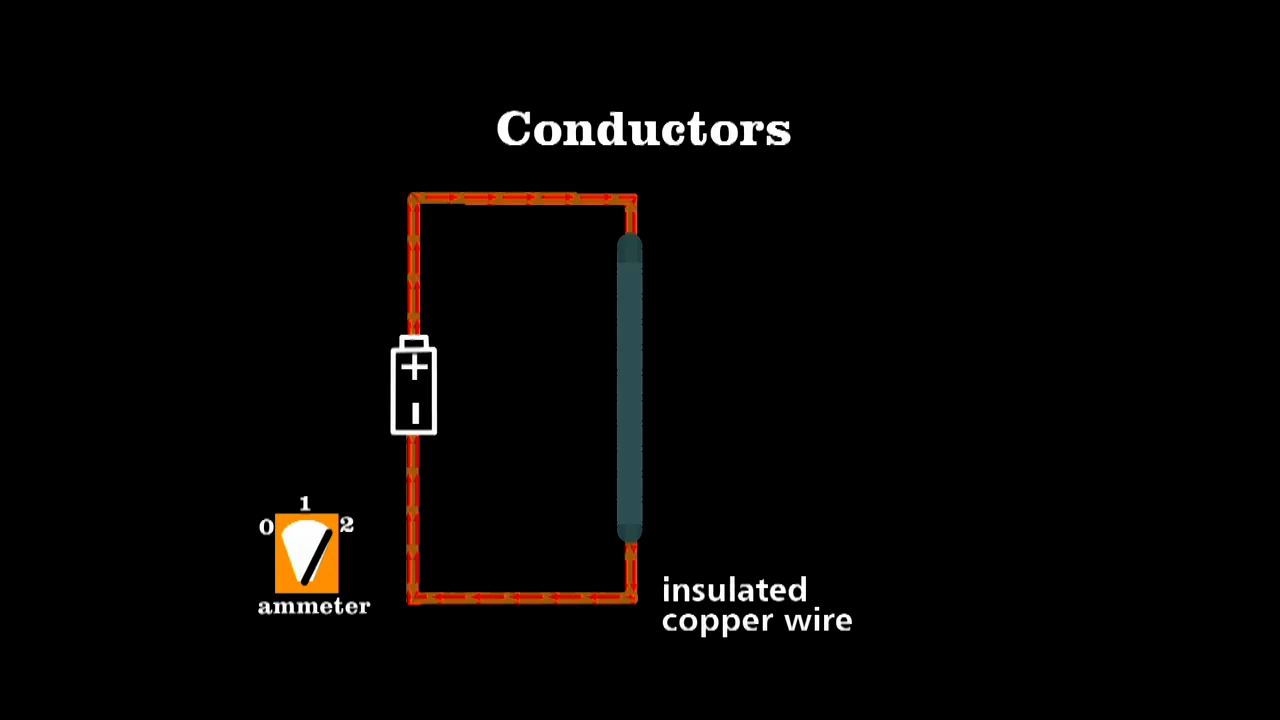 Conductors
+
−
1
0 2
ammeter
insulated
copper wire